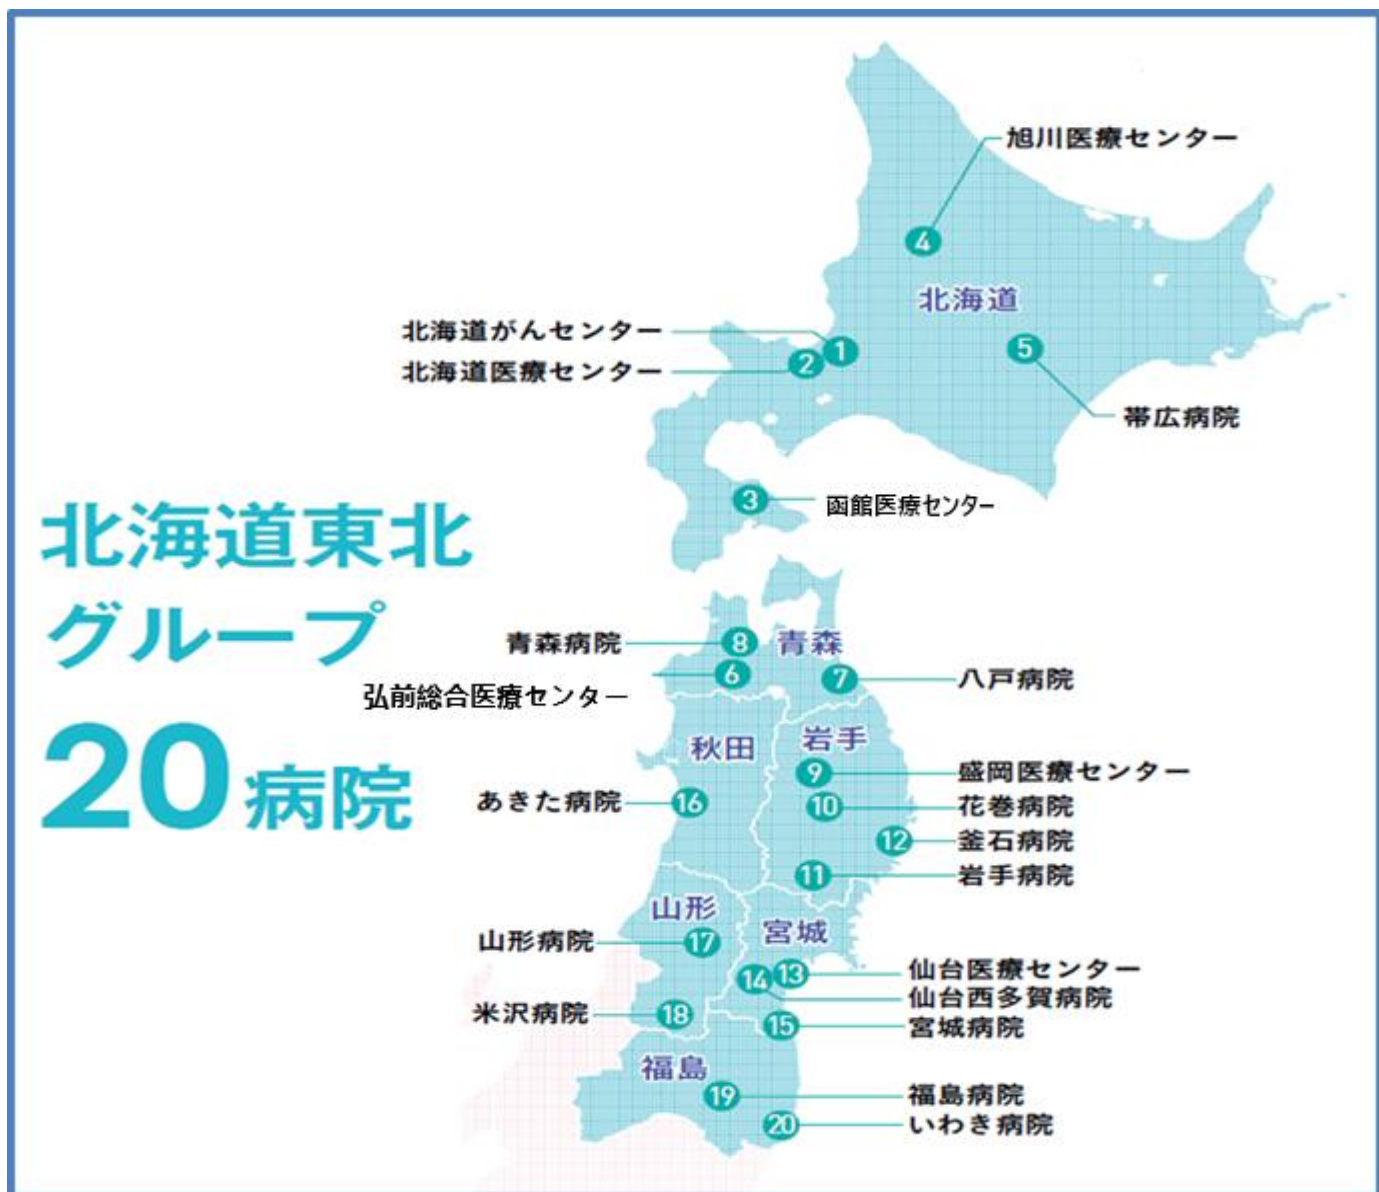 旭川医療センター
4
北海道
北海道がんセンター
1
5
北海道医療センター
2
帯広病院
3
函館医療センター
北海道東北
グループ
20病院
青森病院
8
青森
6
7
八戸病院
弘前総合医療センター
秋田
岩手
9
盛岡医療センター
あきた病院
16
10
花巻病院
12
釜石病院
11
岩手病院
山形
宮城
山形病院
17
14
13
仙台医療センター
仙台西多賀病院
米沢病院
18
15
宮城病院
福島
19
福島病院
20
いわき病院